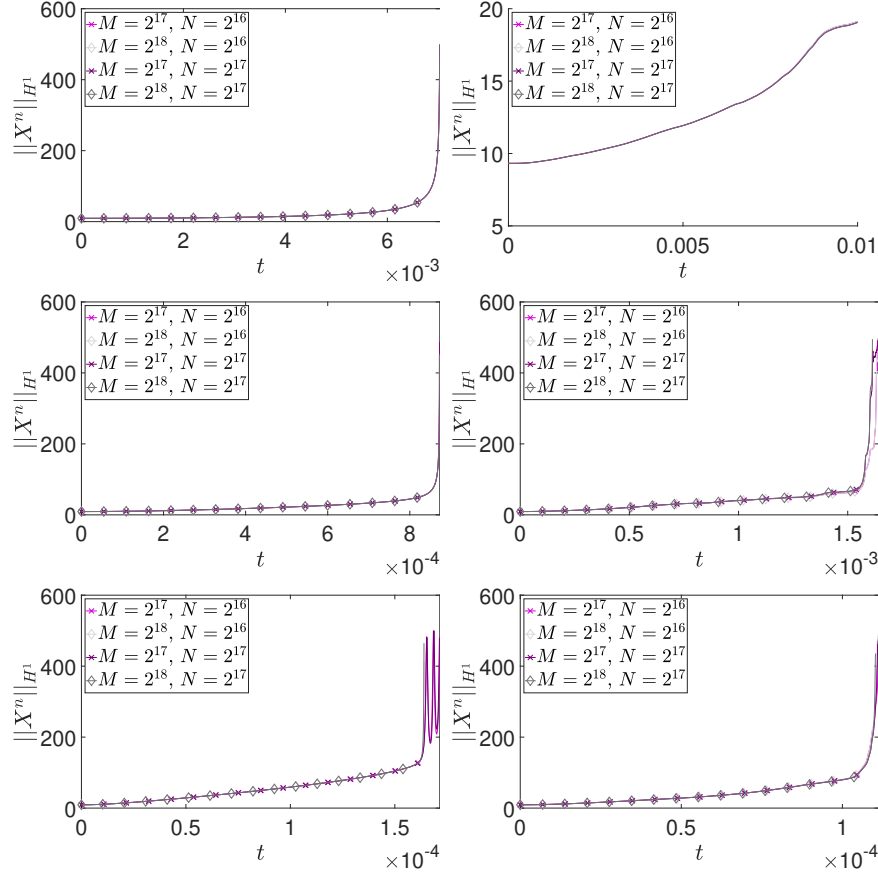 M = 2^17, N = 2^16
M = 2^18, N = 2^16
M = 2^17, N = 2^17
M = 2^18, N = 2^17
||X^n||_{H^1}
600
400
200
0
0 2 4 6
t
×10^-3
M = 2^17, N = 2^16
M = 2^18, N = 2^16
M = 2^17, N = 2^17
M = 2^18, N = 2^17
||X^n||_{H^1}
20
15
10
5
0 0.005 0.01
t
M = 2^17, N = 2^16
M = 2^18, N = 2^16
M = 2^17, N = 2^17
M = 2^18, N = 2^17
||X^n||_{H^1}
600
400
200
0
0 2 4 6 8
t
×10^-4
M = 2^17, N = 2^16
M = 2^18, N = 2^16
M = 2^17, N = 2^17
M = 2^18, N = 2^17
||X^n||_{H^1}
600
400
200
0
0 0.5 1 1.5
t
×10^-3
M = 2^17, N = 2^16
M = 2^18, N = 2^16
M = 2^17, N = 2^17
M = 2^18, N = 2^17
||X^n||_{H^1}
600
400
200
0
0 0.5 1 1.5
t
×10^-4
M = 2^17, N = 2^16
M = 2^18, N = 2^16
M = 2^17, N = 2^17
M = 2^18, N = 2^17
||X^n||_{H^1}
600
400
200
0
0 0.5 1
t
×10^-4